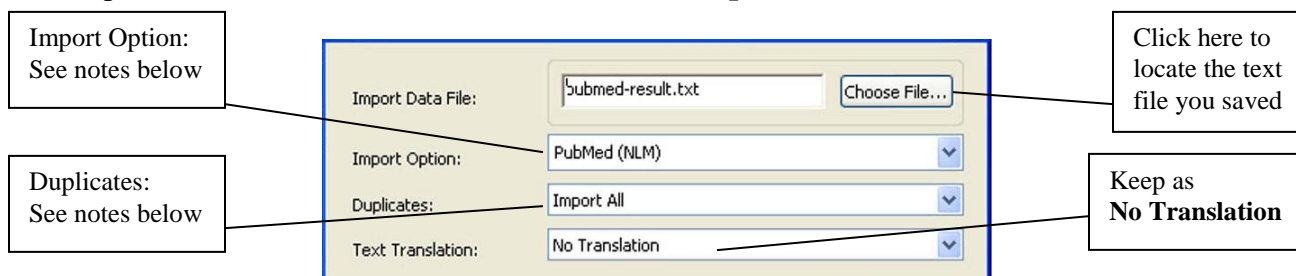 Import Option:
See notes below
Click here to
locate the text
file you saved
Import Data File:
pubmed-result.txt
Choose File...
Import Option:
PubMed (NLM)
Duplicates:
See notes below
Duplicates:
Import All
Keep as
No Translation
Text Translation:
No Translation